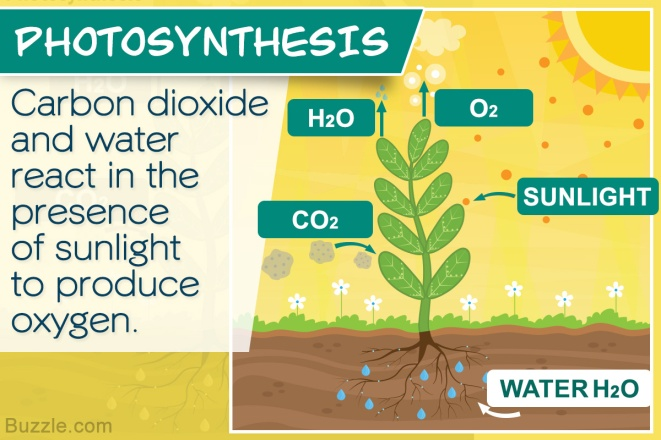 PHOTOSYNTHESIS
Carbon dioxide
and water
react in the
presence
of sunlight
to produce
oxygen.
H2O
O2
SUNLIGHT
CO2
WATER H2O
Buzzle.com